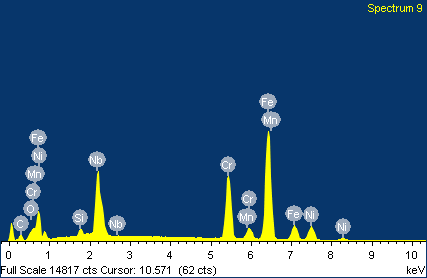 Spectrum 9
Fe
Fe
Ni
Mn
Nb
Mn
Cr
Cr
Cr
O
Mn
Fe
Ni
C
Si
Nb
Ni
0 1 2 3 4 5 6 7 8 9 10
Full Scale 14817 cts Cursor: 10.571 (62 cts) keV